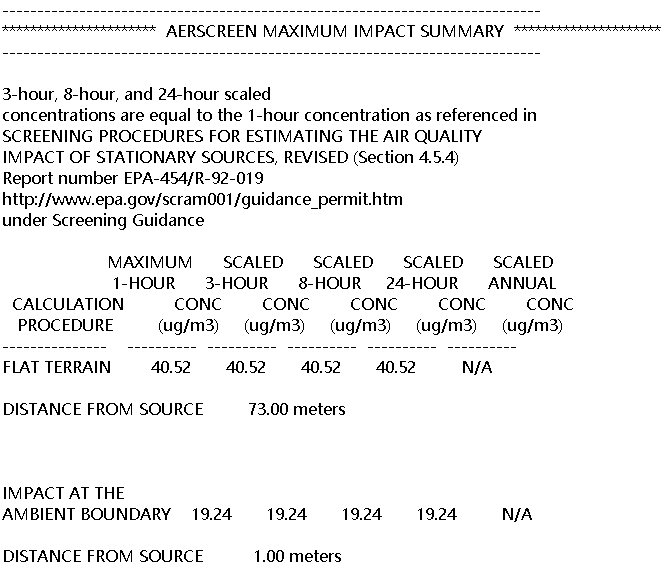 ------------------------------------------------------------------------------
********************** AERSCREEN MAXIMUM IMPACT SUMMARY *********************
------------------------------------------------------------------------------
3-hour, 8-hour, and 24-hour scaled
concentrations are equal to the 1-hour concentration as referenced in
SCREENING PROCEDURES FOR ESTIMATING THE AIR QUALITY
IMPACT OF STATIONARY SOURCES, REVISED (Section 4.5.4)
Report number EPA-454/R-92-019
http://www.epa.gov/scram001/guidance_permit.htm
under Screening Guidance
MAXIMUM SCALED SCALED SCALED SCALED
1-HOUR 3-HOUR 8-HOUR 24-HOUR ANNUAL
CALCULATION CONC CONC CONC CONC CONC
PROCEDURE (ug/m3) (ug/m3) (ug/m3) (ug/m3) (ug/m3)
--------------- ---------- ---------- ---------- ---------- ----------
FLAT TERRAIN 40.52 40.52 40.52 40.52 N/A
DISTANCE FROM SOURCE 73.00 meters
IMPACT AT THE
AMBIENT BOUNDARY 19.24 19.24 19.24 19.24 N/A
DISTANCE FROM SOURCE 1.00 meters